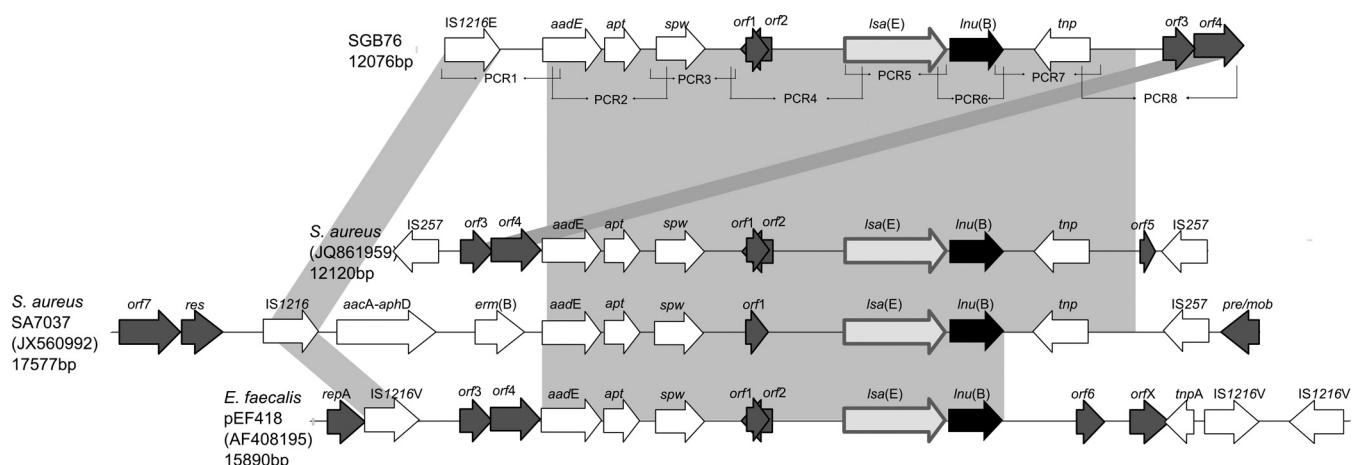 IS1216E aadE apt spw orf1 orf2 lsa(E) lnu(B) tnp orf3 orf4
SGB76
12076bp
PCR1 PCR3 PCR5 PCR7
PCR2 PCR4 PCR6 PCR8
S. aureus IS257 orf3 orf4 aadE apt spw orf1 orf2 lsa(E) lnu(B) tnp orf5 IS257
(JQ861959)
12120bp
S. aureus orf7 res IS1216 aacA-aphD erm(B) aadE apt spw orf1 lsa(E) lnu(B) tnp IS257 pre/mob
SA7037
(JX560992)
17577bp
E. faecalis repA IS1216V orf3 orf4 aadE apt spw orf1 orf2 lsa(E) lnu(B) orf6 orfX tnpA IS1216V IS1216V
pEF418
(AF408195)
15890bp